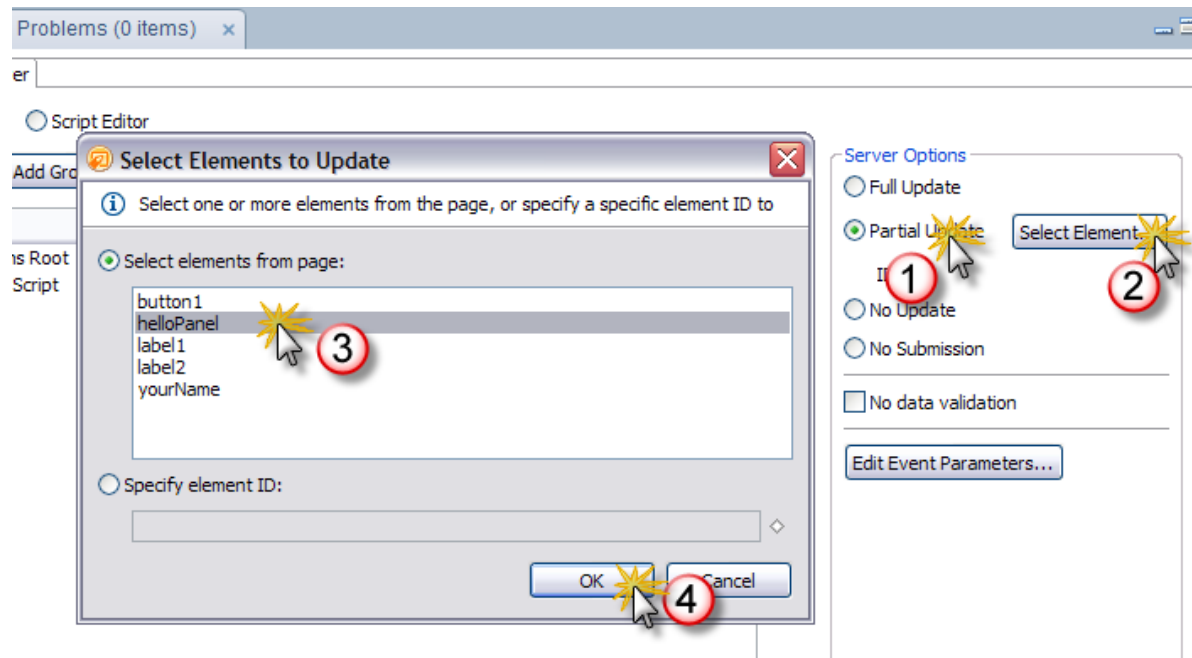 Problems (0 items)
er
Script Editor
Add Gro
Select Elements to Update
Select one or more elements from the page, or specify a specific element ID to
ns Root
Script
Select elements from page:
button1
helloPanel
label1
label2
yourName
3
Specify element ID:
OK
Cancel
4
Server Options
Full Update
Partial Update
Select Element...
1
2
No Update
No Submission
No data validation
Edit Event Parameters...